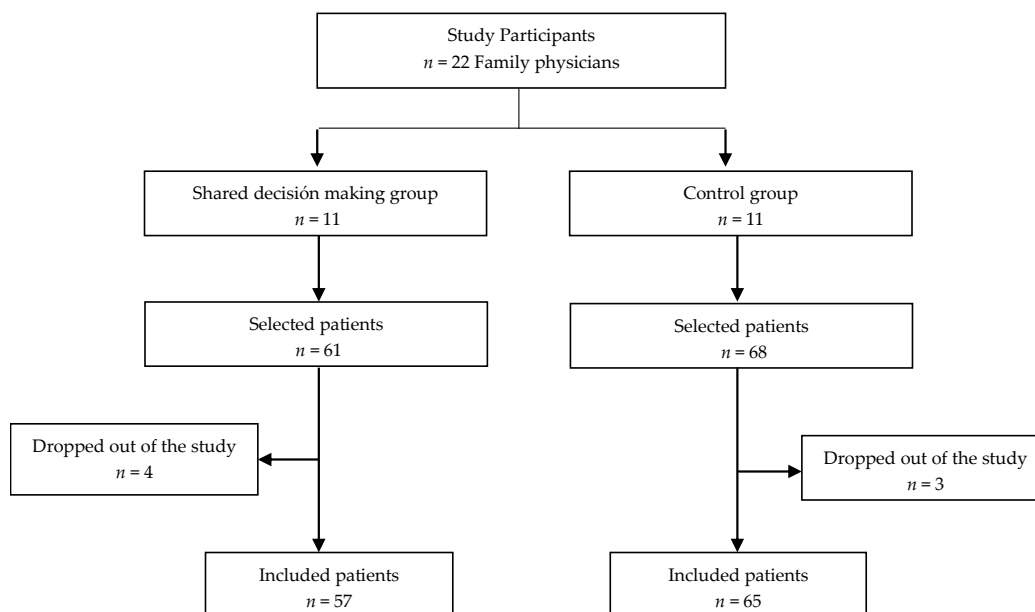 Study Participants
n = 22 Family physicians
Shared decisión making group
n = 11
Control group
n = 11
Selected patients
n = 61
Selected patients
n = 68
Dropped out of the study
n = 4
Dropped out of the study
n = 3
Included patients
n = 57
Included patients
n = 65